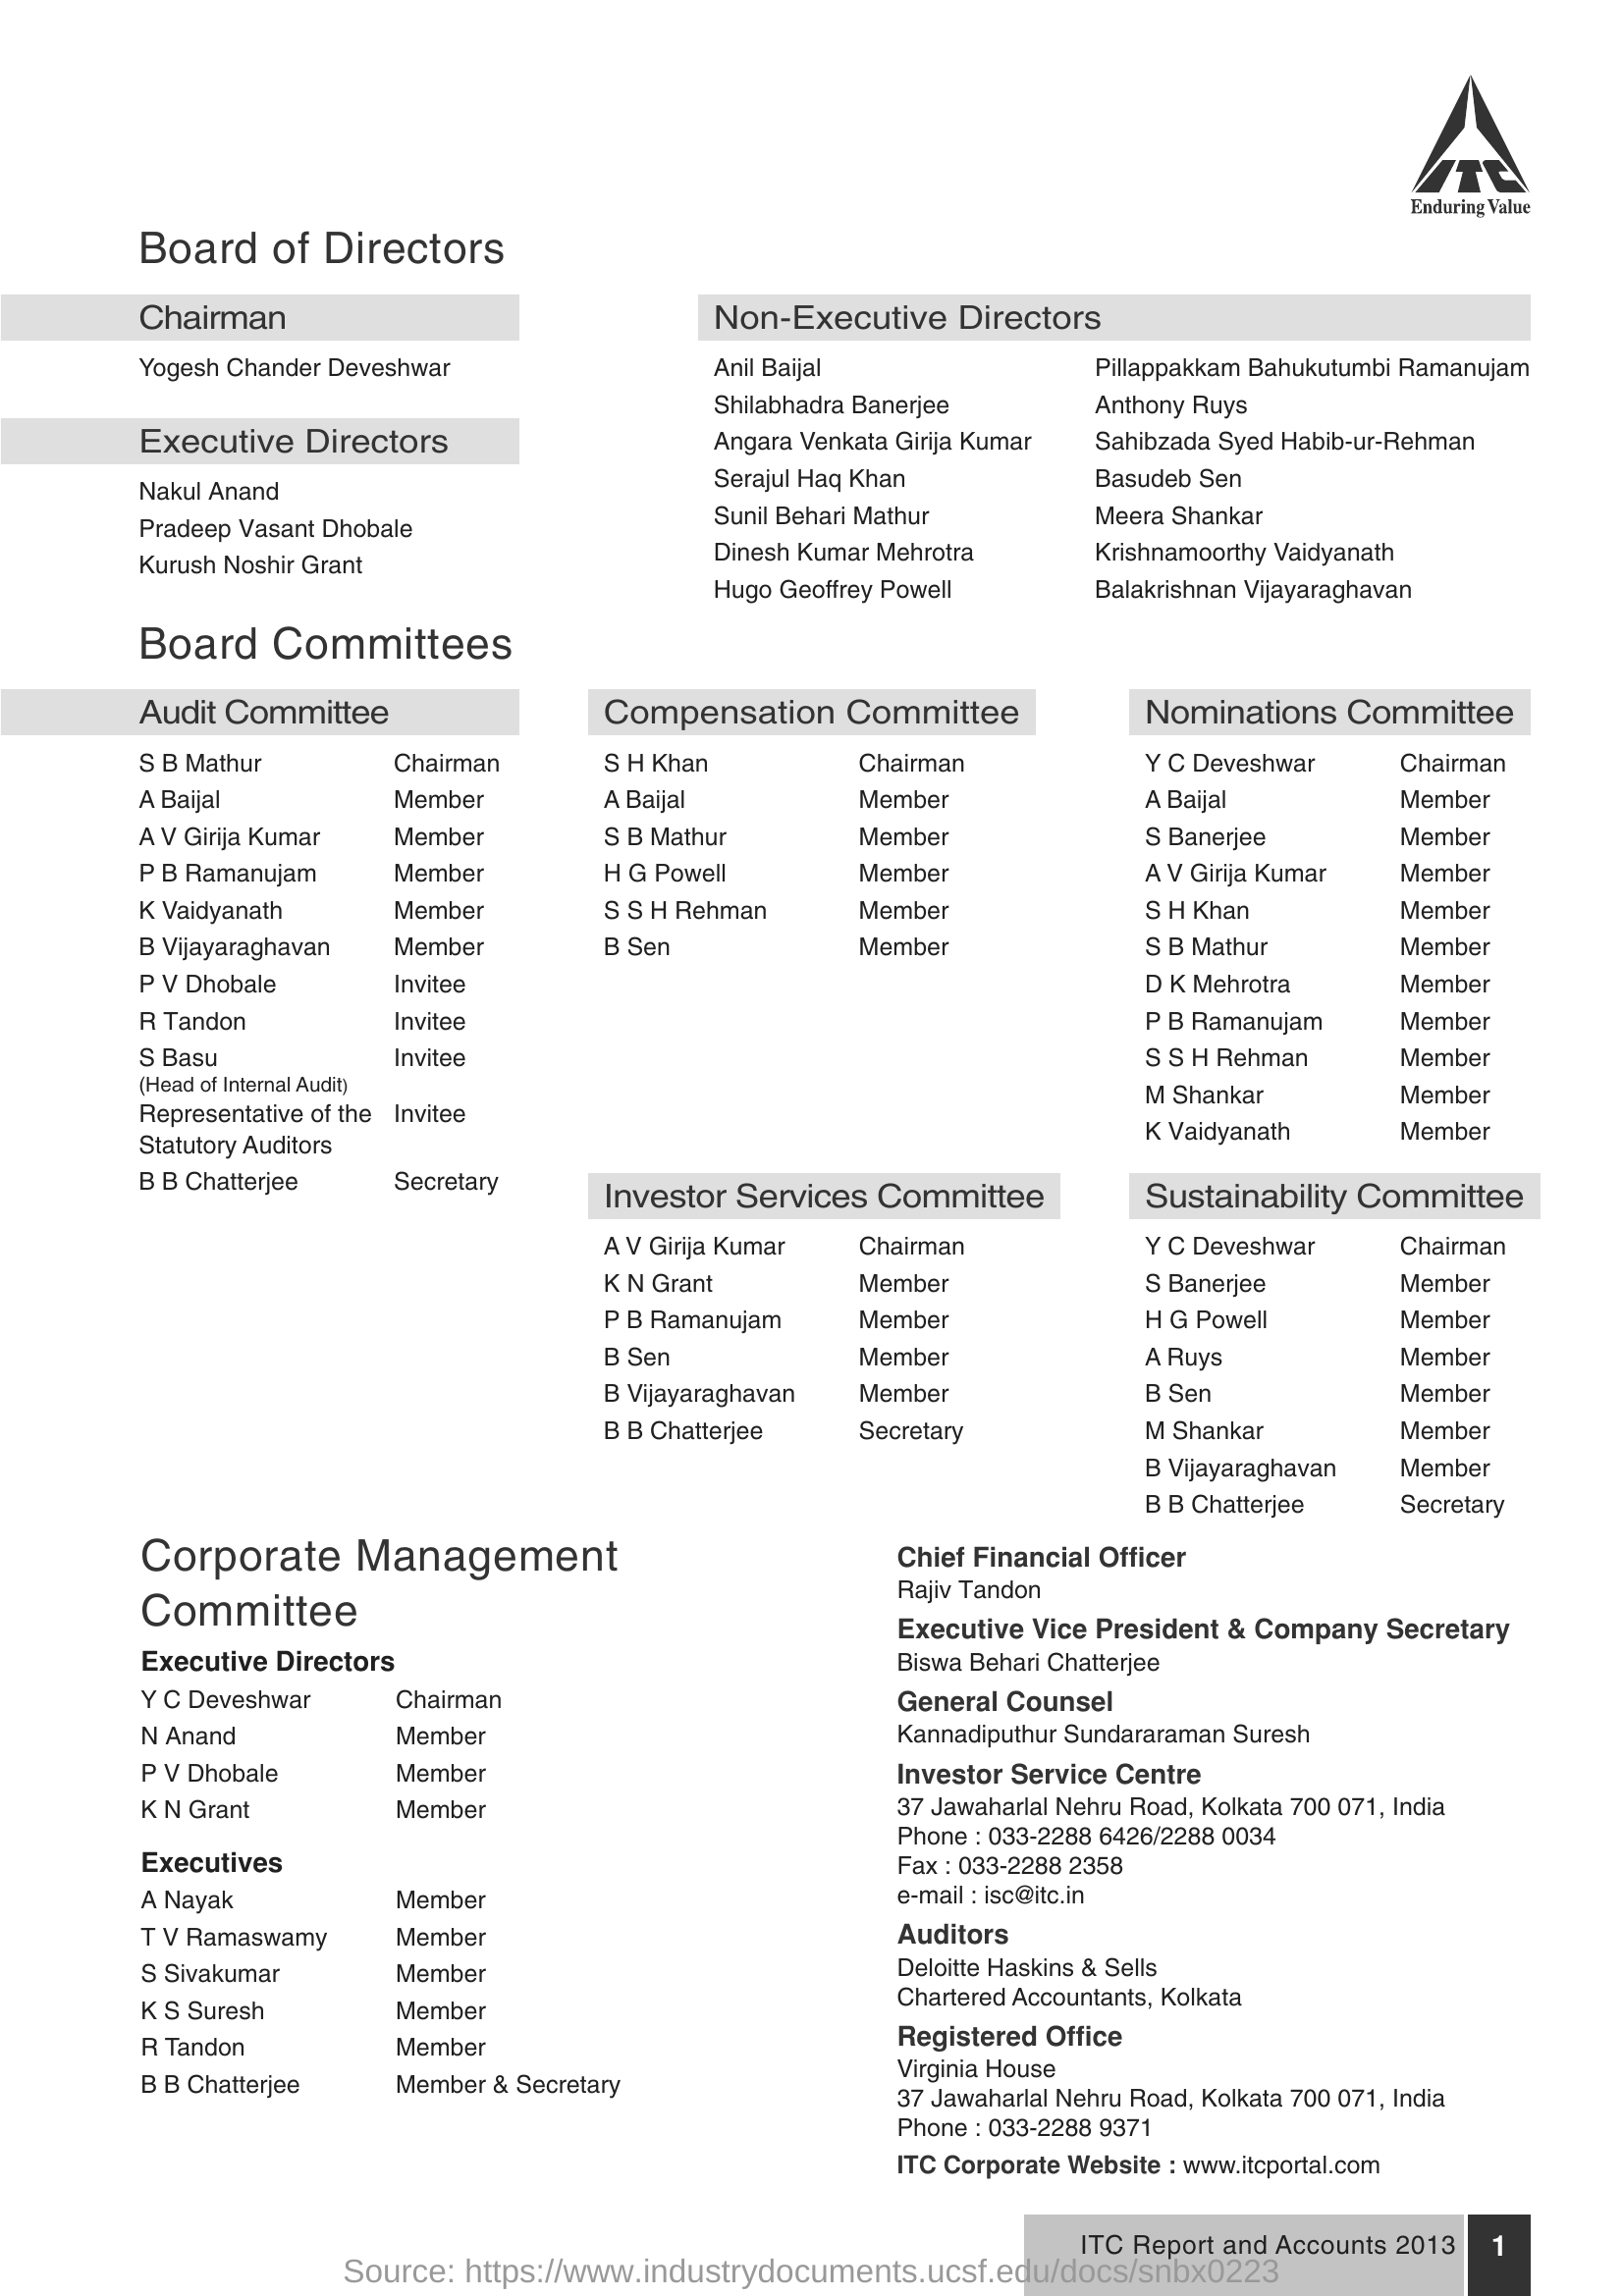 ITC
Enduring Value
Board of Directors
Chairman
Yogesh Chander Deveshwar
Executive Directors
Nakul Anand
Pradeep Vasant Dhobale
Kurush Noshir Grant
Non-Executive Directors
Anil Baijal Pillappakkam Bahukutumbi Ramanujam
Shilabhadra Banerjee Anthony Ruys
Angara Venkata Girija Kumar Sahibzada Syed Habib-ur-Rehman
Serajul Haq Khan Basudeb Sen
Sunil Behari Mathur Meera Shankar
Dinesh Kumar Mehrotra Krishnamoorthy Vaidyanath
Hugo Geoffrey Powell Balakrishnan Vijayaraghavan
Board Committees
Audit Committee
S B Mathur Chairman
A Baijal Member
A V Girija Kumar Member
P B Ramanujam Member
K Vaidyanath Member
B Vijayaraghavan Member
P V Dhobale Invitee
R Tandon Invitee
S Basu Invitee
(Head of Internal Audit)
Representative of the Invitee
Statutory Auditors
B B Chatterjee Secretary
Compensation Committee
S H Khan Chairman
A Baijal Member
S B Mathur Member
H G Powell Member
S S H Rehman Member
B Sen Member
Nominations Committee
Y C Deveshwar Chairman
A Baijal Member
S Banerjee Member
A V Girija Kumar Member
S H Khan Member
S B Mathur Member
D K Mehrotra Member
P B Ramanujam Member
S S H Rehman Member
M Shankar Member
K Vaidyanath Member
Investor Services Committee
A V Girija Kumar Chairman
K N Grant Member
P B Ramanujam Member
B Sen Member
B Vijayaraghavan Member
B B Chatterjee Secretary
Sustainability Committee
Y C Deveshwar Chairman
S Banerjee Member
H G Powell Member
A Ruys Member
B Sen Member
M Shankar Member
B Vijayaraghavan Member
B B Chatterjee Secretary
Corporate Management
Committee
Executive Directors
Y C Deveshwar Chairman
N Anand Member
P V Dhobale Member
K N Grant Member
Executives
A Nayak Member
T V Ramaswamy Member
S Sivakumar Member
K S Suresh Member
R Tandon Member
B B Chatterjee Member & Secretary
Chief Financial Officer
Rajiv Tandon
Executive Vice President & Company Secretary
Biswa Behari Chatterjee
General Counsel
Kannadiputhur Sundararaman Suresh
Investor Service Centre
37 Jawaharlal Nehru Road, Kolkata 700 071, India
Phone : 033-2288 6426/2288 0034
Fax : 033-2288 2358
e-mail : isc@itc.in
Auditors
Deloitte Haskins & Sells
Chartered Accountants, Kolkata
Registered Office
Virginia House
37 Jawaharlal Nehru Road, Kolkata 700 071, India
Phone : 033-2288 9371
ITC Corporate Website : www.itcportal.com
ITC Report and Accounts 2013 1
Source: https://www.industrydocuments.ucsf.edu/docs/snbx0223